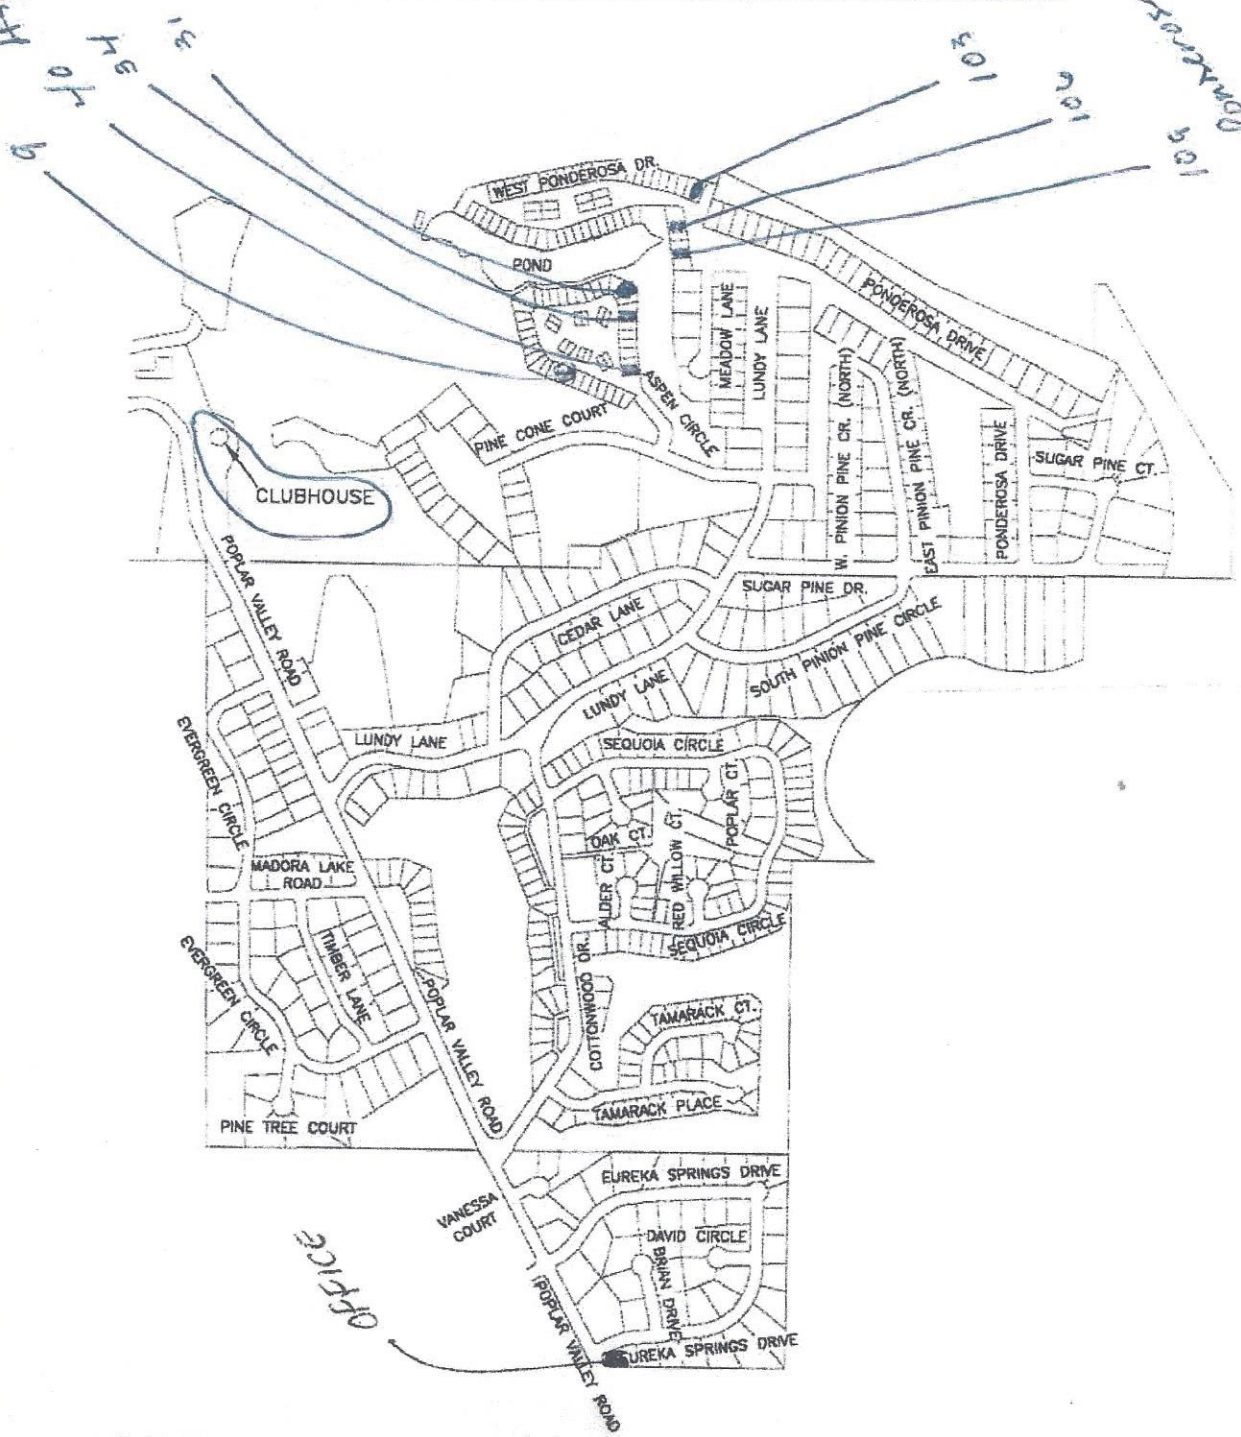 31
34
40
9
103
106
109
WEST PONDEROSA DR.
POND
PONDEROSA DRIVE
MEADOW LANE
LUNDY LANE
ASPEN CIRCLE
PINE CONE COURT
W. PINION PINE CR. (NORTH)
EAST PINION PINE CR. (NORTH)
PONDEROSA DRIVE
SUGAR PINE CT.
CLUBHOUSE
POPLAR VALLEY ROAD
SUGAR PINE DR.
CEDAR LANE
SOUTH PINION PINE CIRCLE
LUNDY LANE
LUNDY LANE
SEQUOIA CIRCLE
EVERGREEN CIRCLE
POPLAR CT.
OAK CT.
RED WILLOW CT.
ALDER CT.
MADORA LAKE
ROAD
SEQUOIA CIRCLE
TIMBER LANE
EVERGREEN CIRCLE
COTTONWOOD DR.
POPLAR VALLEY ROAD
TAMARACK CT.
TAMARACK PLACE
PINE TREE COURT
EUREKA SPRINGS DRIVE
VANESSA
COURT
DAVID CIRCLE
BRIAN DRIVE
OFFICE
POPLAR VALLEY ROAD
EUREKA SPRINGS DRIVE